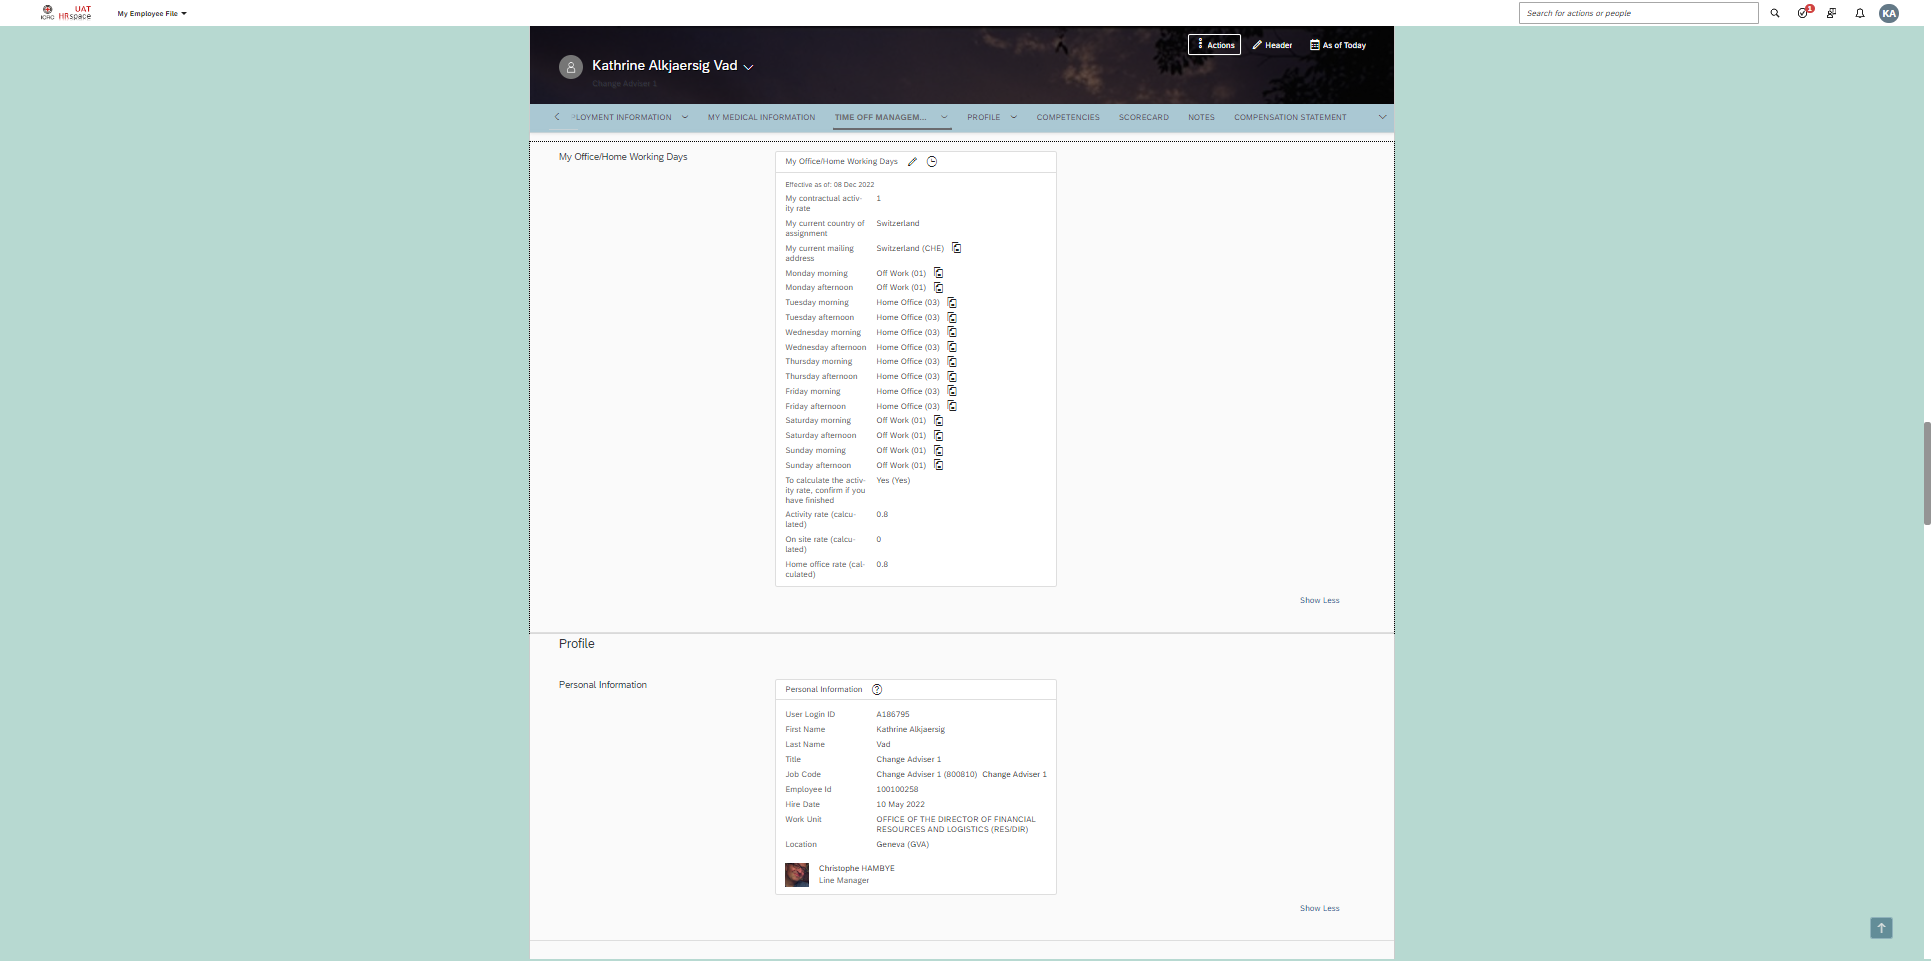 ICRC
UAT
HRspace
My Employee File
Search for actions or people
1
KA
Actions
Header
As of Today
Kathrine Alkjaersig Vad
Change Adviser 1
PLOYMENT INFORMATION
MY MEDICAL INFORMATION
TIME OFF MANAGEM...
PROFILE
COMPETENCIES
SCORECARD
NOTES
COMPENSATION STATEMENT
My Office/Home Working Days
My Office/Home Working Days
Effective as of: 08 Dec 2022
My contractual activ- 1
ity rate
My current country of Switzerland
assignment
My current mailing Switzerland (CHE)
address
Monday morning Off Work (01)
Monday afternoon Off Work (01)
Tuesday morning Home Office (03)
Tuesday afternoon Home Office (03)
Wednesday morning Home Office (03)
Wednesday afternoon Home Office (03)
Thursday morning Home Office (03)
Thursday afternoon Home Office (03)
Friday morning Home Office (03)
Friday afternoon Home Office (03)
Saturday morning Off Work (01)
Saturday afternoon Off Work (01)
Sunday morning Off Work (01)
Sunday afternoon Off Work (01)
To calculate the activ- Yes (Yes)
ity rate, confirm if you
have finished
Activity rate (calcu- 0.8
lated)
On site rate (calcu- 0
lated)
Home office rate (cal- 0.8
culated)
Show Less
Profile
Personal Information
Personal Information
User Login ID A186795
First Name Kathrine Alkjaersig
Last Name Vad
Title Change Adviser 1
Job Code Change Adviser 1 (800810) Change Adviser 1
Employee Id 100100258
Hire Date 10 May 2022
Work Unit OFFICE OF THE DIRECTOR OF FINANCIAL
RESOURCES AND LOGISTICS (RES/DIR)
Location Geneva (GVA)
Christophe HAMBYE
Line Manager
Show Less